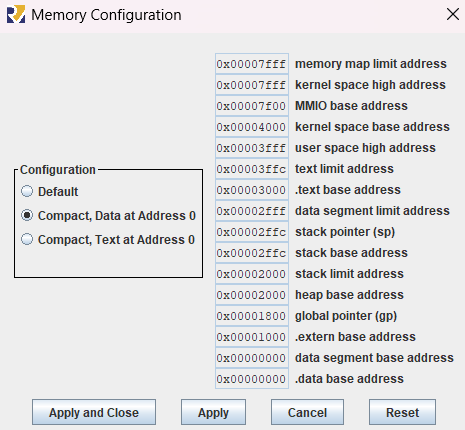 Memory Configuration
0x00007fff memory map limit address
0x00007fff kernel space high address
0x00007f00 MMIO base address
0x00004000 kernel space base address
0x00003fff user space high address
0x00003ffc text limit address
0x00003000 .text base address
0x00002fff data segment limit address
0x00002ffc stack pointer (sp)
0x00002ffc stack base address
0x00002000 stack limit address
0x00002000 heap base address
0x00001800 global pointer (gp)
0x00001000 .extern base address
0x00000000 data segment base address
0x00000000 .data base address
Configuration
Default
Compact, Data at Address 0
Compact, Text at Address 0
Apply and Close Apply Cancel Reset